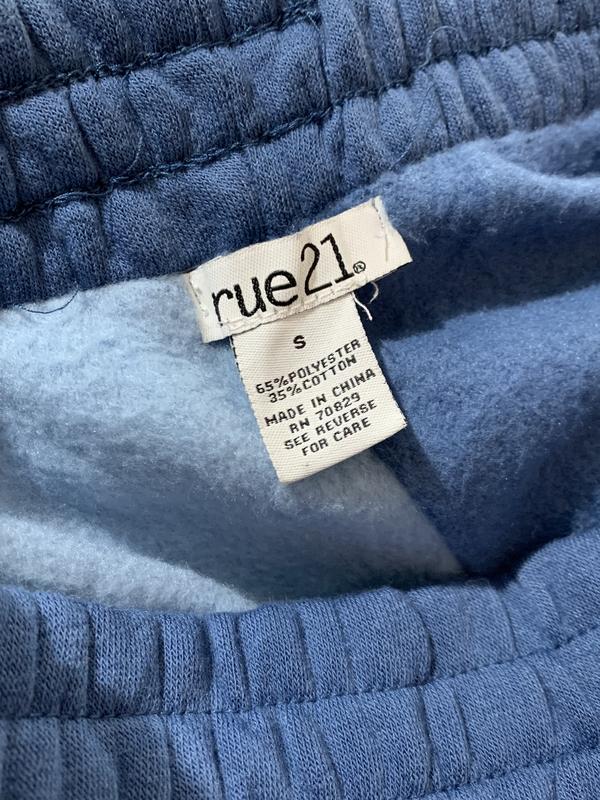 rue21®
S
65%POLYESTER
35%COTTON
MADE IN CHINA
RN 70829
SEE REVERSE
FOR CARE